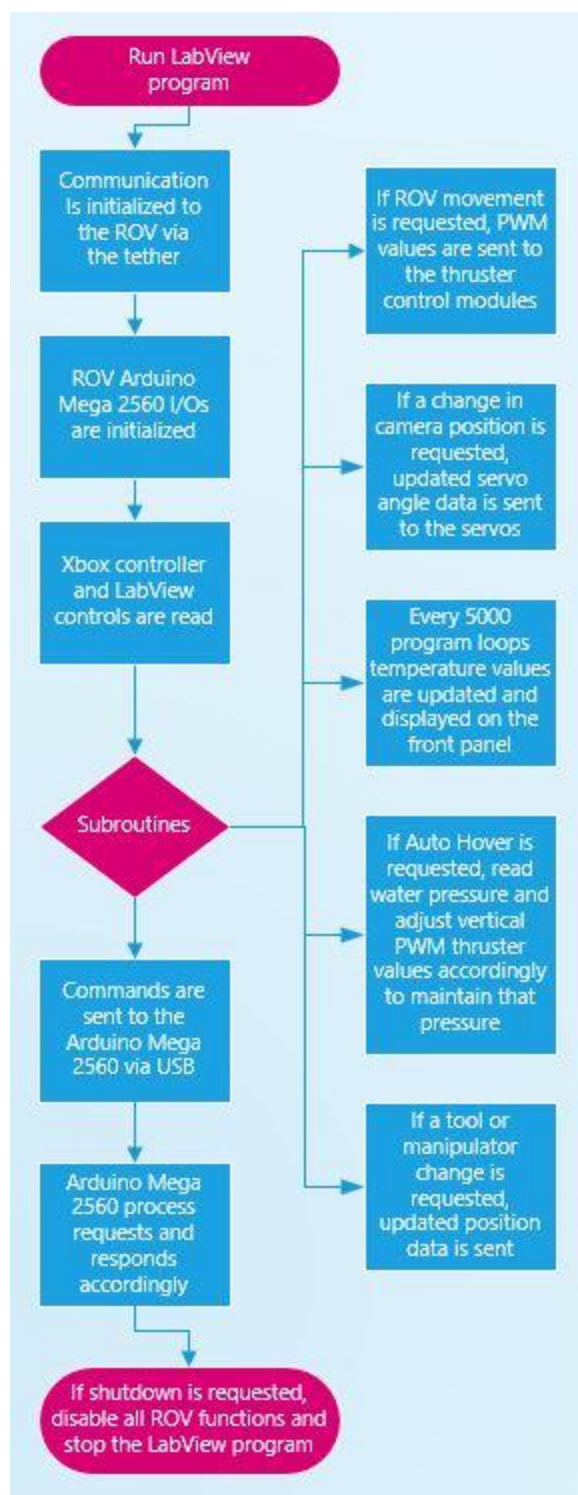 Run LabView
program
Communication
Is initialized to
the ROV via
the tether
ROV Arduino
Mega 2560 I/Os
are initialized
Xbox controller
and LabView
controls are read
Subroutines
Commands are
sent to the
Arduino Mega
2560 via USB
Arduino Mega
2560 process
requests and
responds
accordingly
If shutdown is requested,
disable all ROV functions and
stop the LabView program
If ROV movement
is requested, PWM
values are sent to
the thruster
control modules
If a change in
camera position is
requested,
updated servo
angle data is sent
to the servos
Every 5000
program loops
temperature values
are updated and
displayed on the
front panel
If Auto Hover is
requested, read
water pressure and
adjust vertical
PWM thruster
values accordingly
to maintain that
pressure
If a tool or
manipulator
change is
requested,
updated position
data is sent